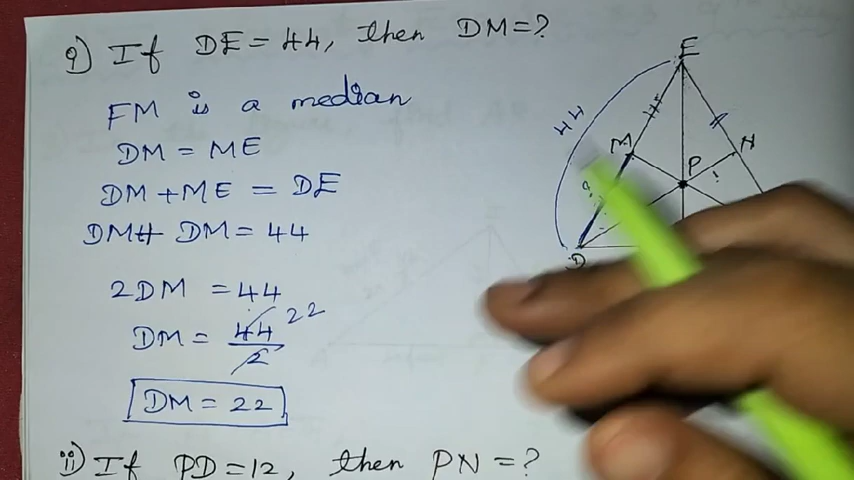 i) If DE = 44, then DM = ?
FM is a median
DM = ME
DM + ME = DE
DM + DM = 44
2DM = 44
DM = 44/2 22
DM = 22
ii) If PD = 12, then PN = ?
E
44
M
N
P
?
!
D